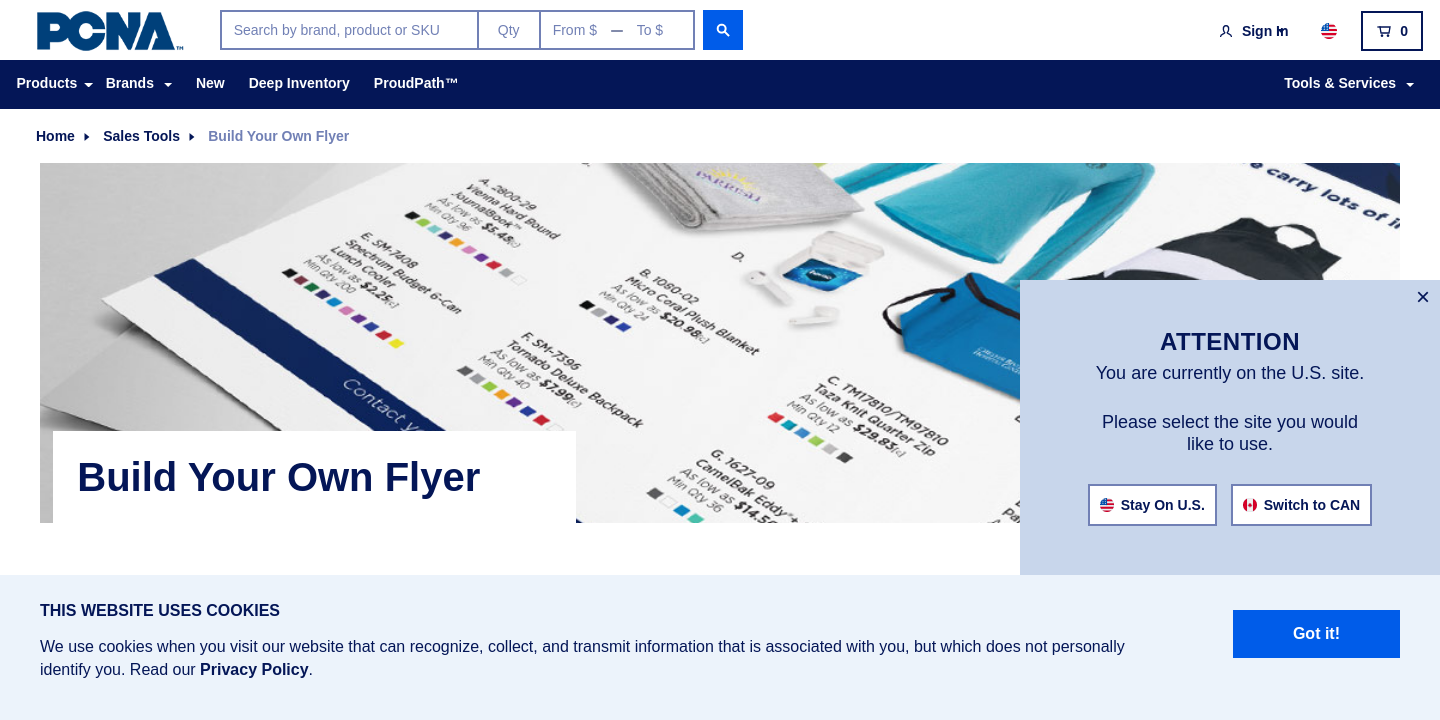 PCNA™
Search by brand, product or SKU
Qty
From $ — To $
Sign In
0
Products
Brands
New
Deep Inventory
ProudPath™
Tools & Services
Home
Sales Tools
Build Your Own Flyer
e carry lots of i
A. 2800-29
Vienna Hard Bound
JournalBook™
As low as $5.48(c)
Min Qty 96
E. SM-7408
Spectrum Budget 6-Can
Lunch Cooler
As low as $2.25(c)
Min Qty 200
B. 1080-02
Micro Coral Plush Blanket
As low as $20.98(c)
Min Qty 24
D.
F. SM-7396
Tornado Deluxe Backpack
As low as $7.99(c)
Min Qty 40
C. TM17810/TM97810
Taza Knit Quarter Zip
As low as $29.83(c)
Min Qty 12
G. 1627-09
CamelBak Eddy®+
As low as $14.50
Min Qty 36
Contact y
Build Your Own Flyer
×
ATTENTION
You are currently on the U.S. site.
Please select the site you would
like to use.
Stay On U.S.
Switch to CAN
THIS WEBSITE USES COOKIES
We use cookies when you visit our website that can recognize, collect, and transmit information that is associated with you, but which does not personally
identify you. Read our Privacy Policy.
Got it!